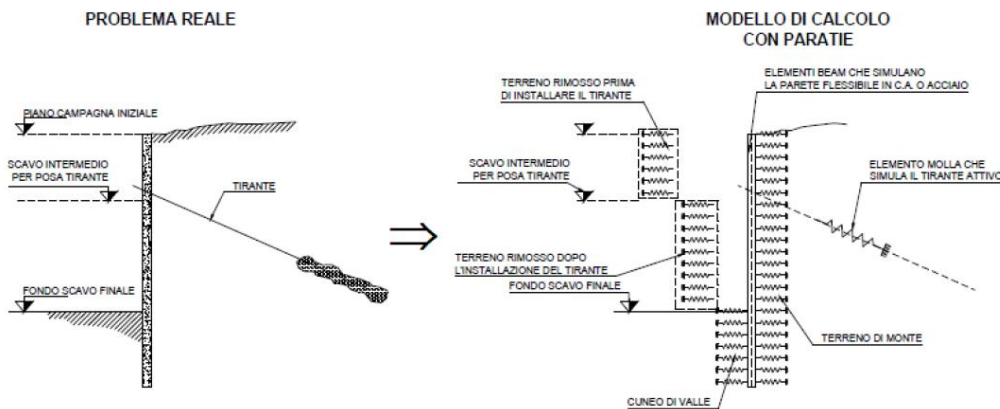 PROBLEMA REALE
PIANO CAMPAGNA INIZIALE
SCAVO INTERMEDIO
PER POSA TIRANTE
TIRANTE
FONDO SCAVO FINALE
MODELLO DI CALCOLO
CON PARATIE
TERRENO RIMOSSO PRIMA
DI INSTALLARE IL TIRANTE
ELEMENTI BEAM CHE SIMULANO
LA PARETE FLESSIBILE IN C.A. O ACCIAIO
SCAVO INTERMEDIO
PER POSA TIRANTE
ELEMENTO MOLLA CHE
SIMULA IL TIRANTE ATTIVO
TERRENO RIMOSSO DOPO
L'INSTALLAZIONE DEL TIRANTE
FONDO SCAVO FINALE
TERRENO DI MONTE
CUNEO DI VALLE